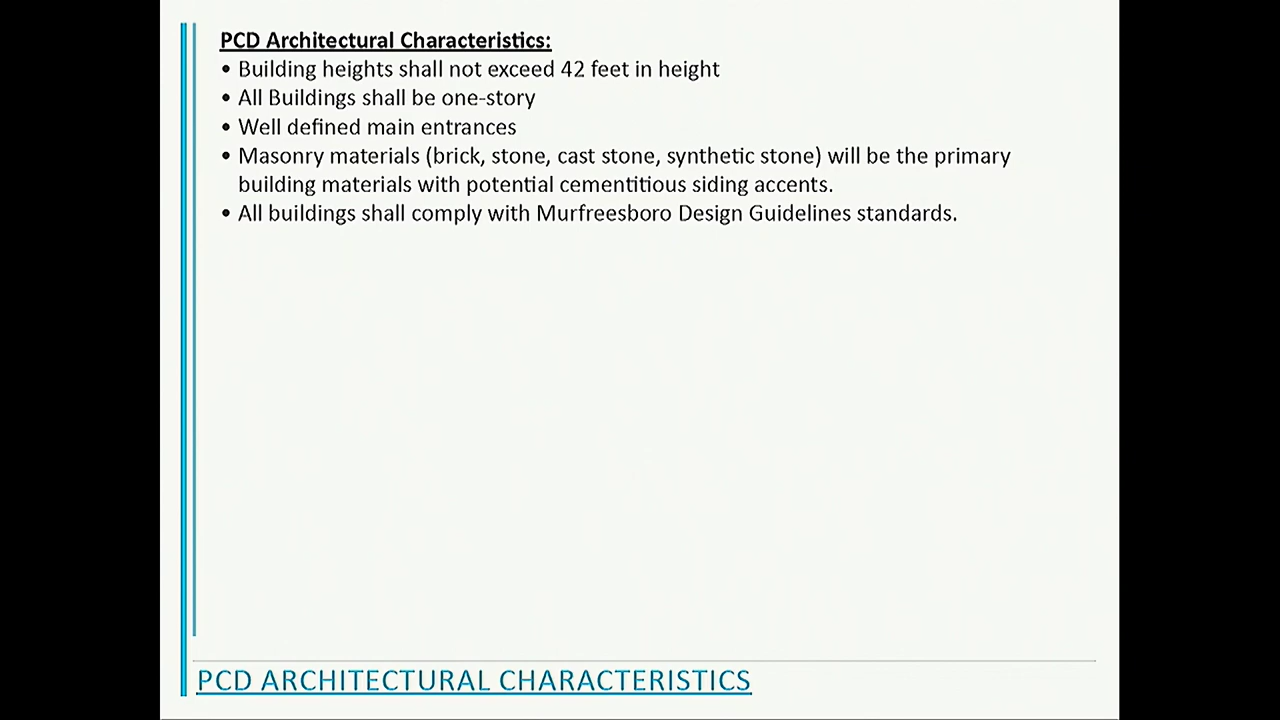 PCD Architectural Characteristics:
• Building heights shall not exceed 42 feet in height
• All Buildings shall be one-story
• Well defined main entrances
• Masonry materials (brick, stone, cast stone, synthetic stone) will be the primary
building materials with potential cementitious siding accents.
• All buildings shall comply with Murfreesboro Design Guidelines standards.
PCD ARCHITECTURAL CHARACTERISTICS